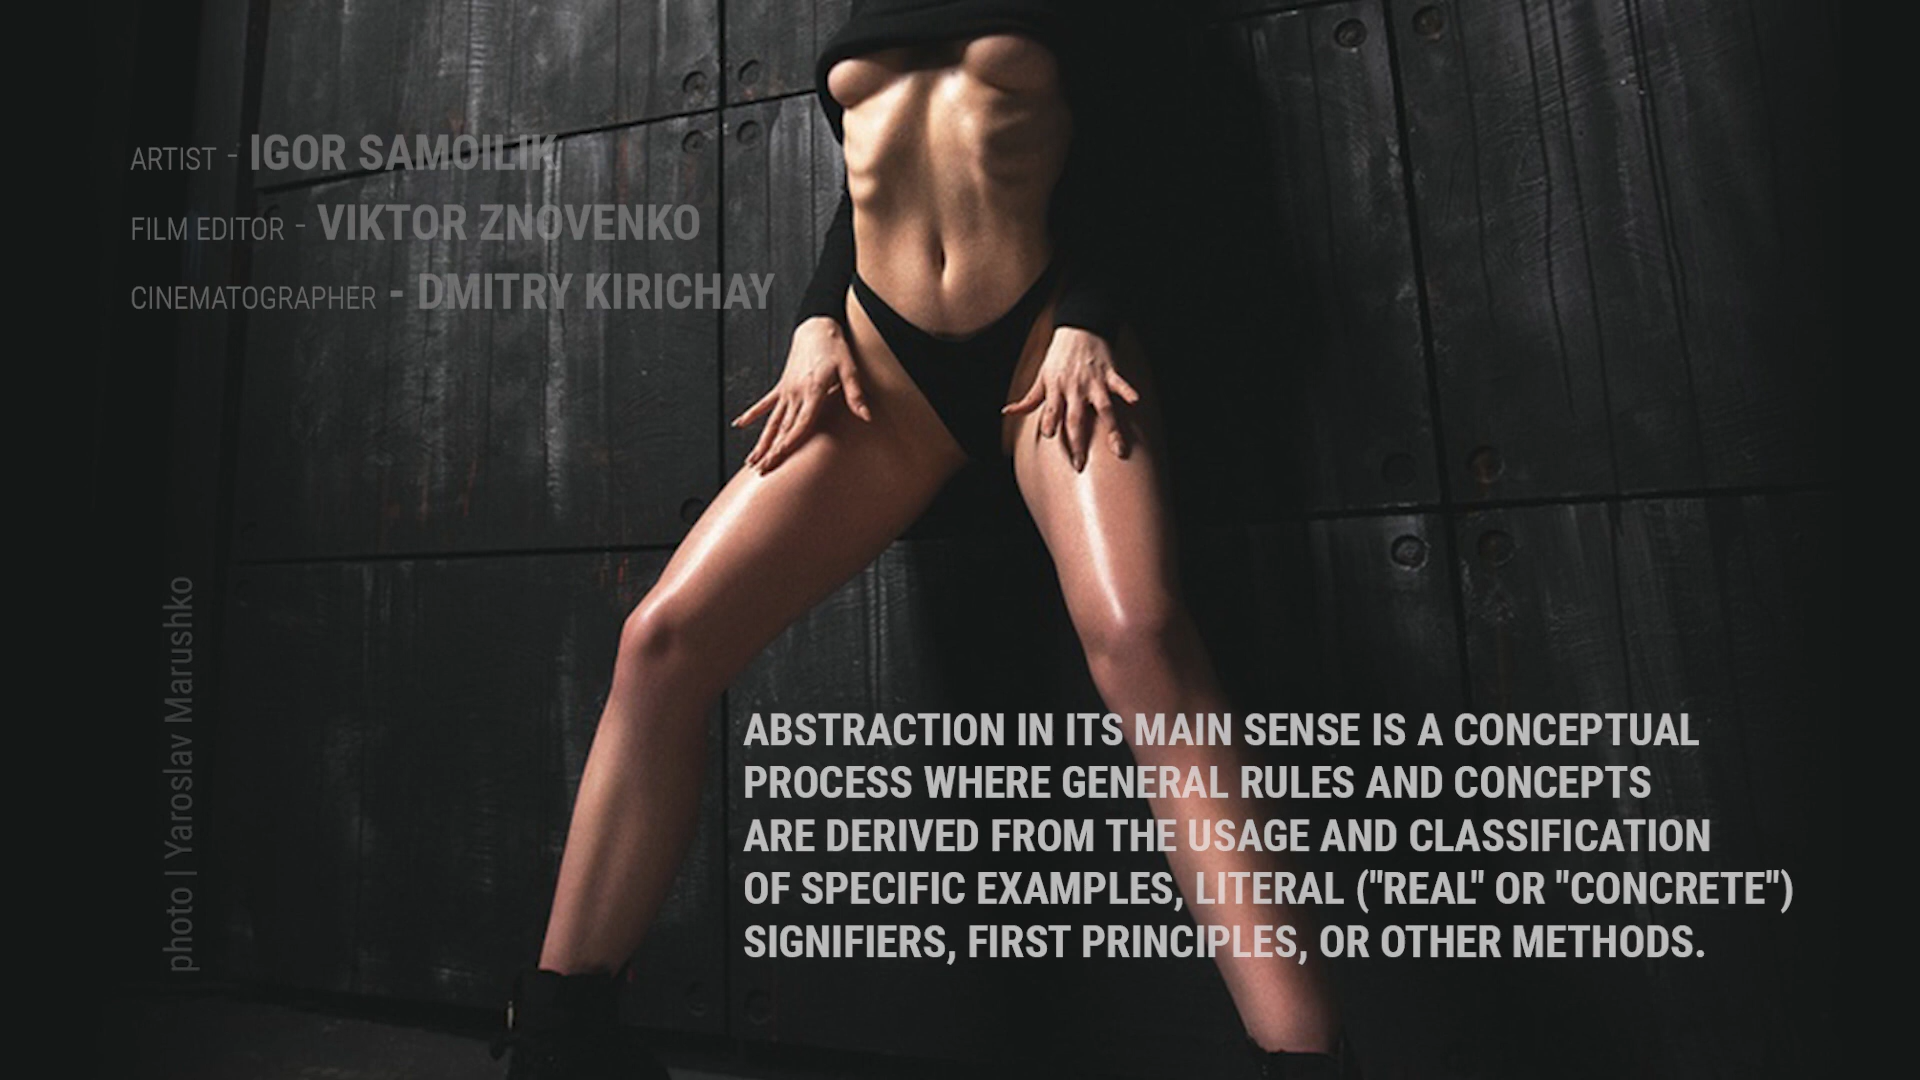 ARTIST - IGOR SAMOILIK
FILM EDITOR - VIKTOR ZNOVENKO
CINEMATOGRAPHER - DMITRY KIRICHAY
photo | Yaroslav Marushko
ABSTRACTION IN ITS MAIN SENSE IS A CONCEPTUAL
PROCESS WHERE GENERAL RULES AND CONCEPTS
ARE DERIVED FROM THE USAGE AND CLASSIFICATION
OF SPECIFIC EXAMPLES, LITERAL ("REAL" OR "CONCRETE")
SIGNIFIERS, FIRST PRINCIPLES, OR OTHER METHODS.